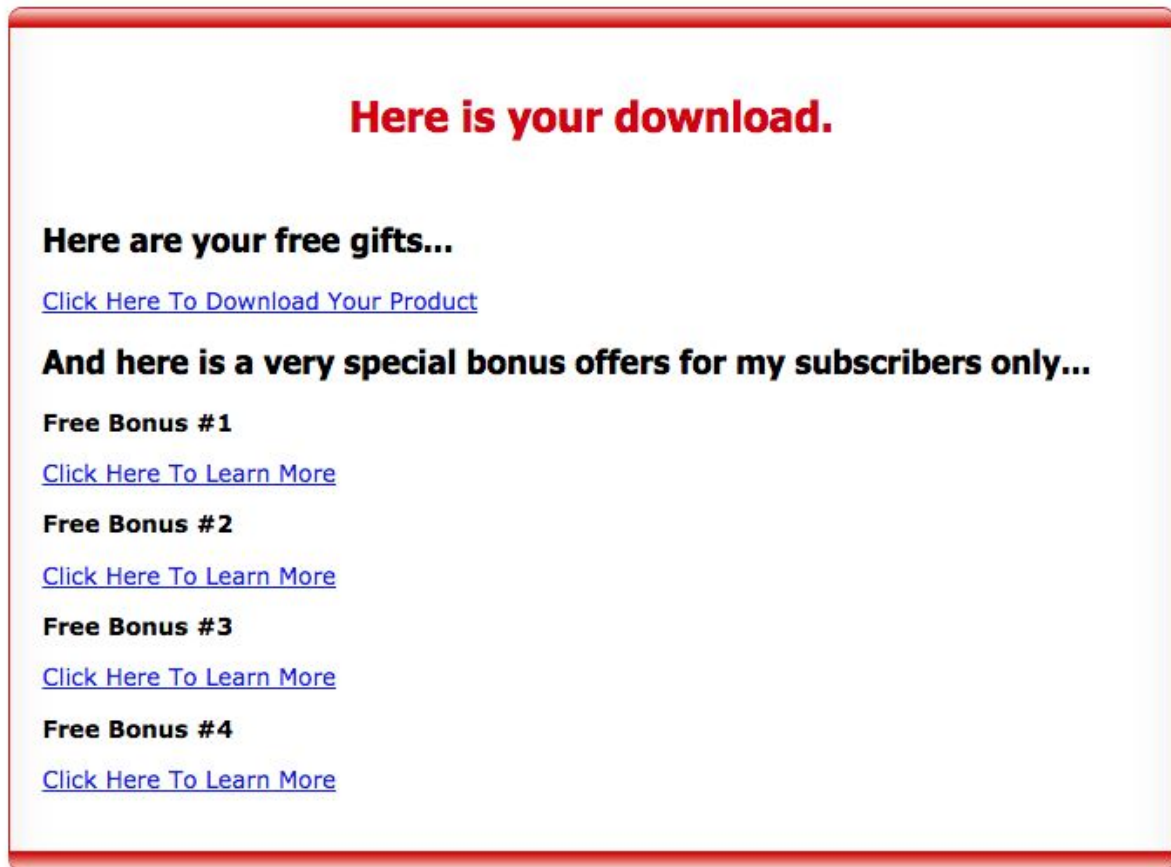 Here is your download.
Here are your free gifts...
Click Here To Download Your Product
And here is a very special bonus offers for my subscribers only...
Free Bonus #1
Click Here To Learn More
Free Bonus #2
Click Here To Learn More
Free Bonus #3
Click Here To Learn More
Free Bonus #4
Click Here To Learn More